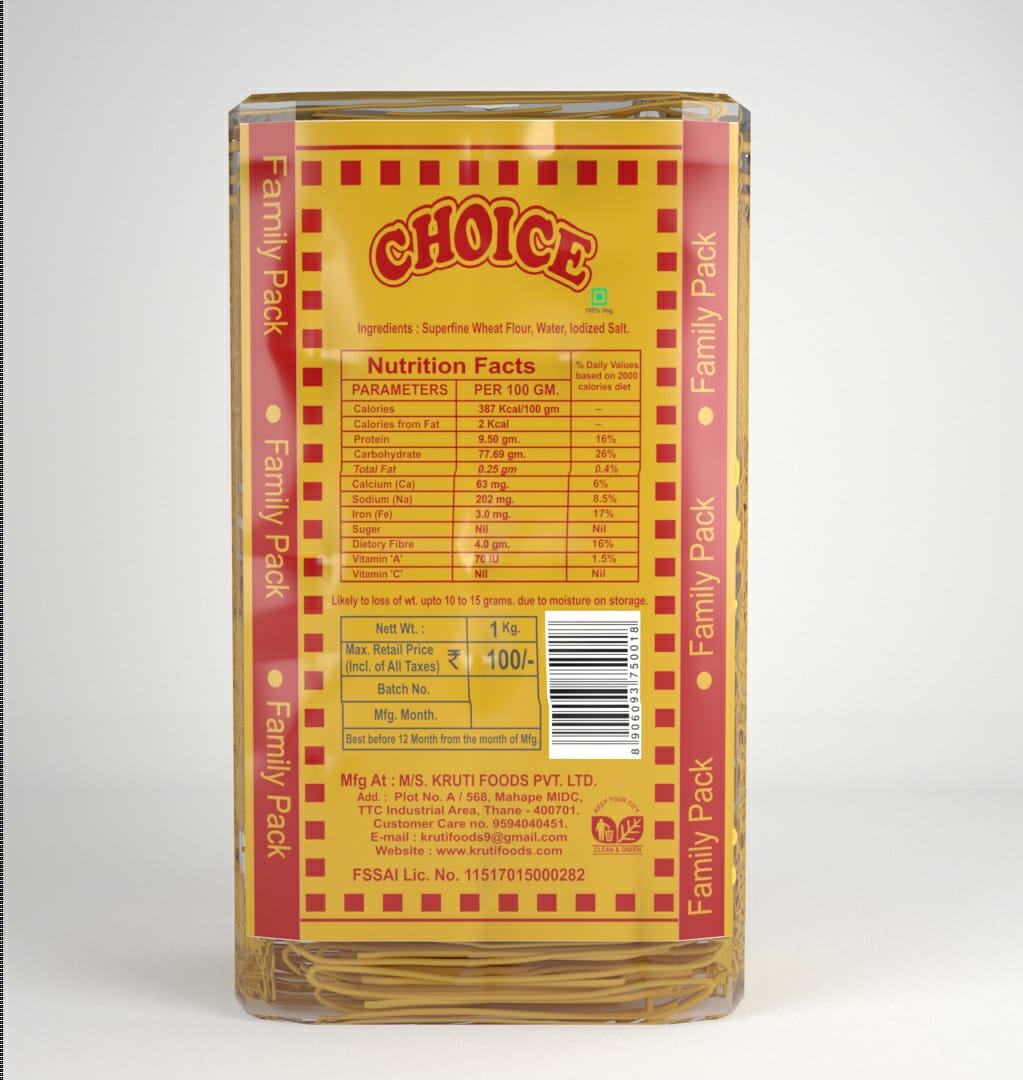 CHOICE
100% Veg.
Ingredients : Superfine Wheat Flour, Water, Iodized Salt.
Nutrition Facts
% Daily Values
based on 2000
calories diet
PARAMETERS PER 100 GM.
Calories 387 Kcal/100 gm –
Calories from Fat 2 Kcal –
Protein 9.50 gm. 16%
Carbohydrate 77.69 gm. 26%
Total Fat 0.25 gm 0.4%
Calcium (Ca) 63 mg. 6%
Sodium (Na) 202 mg. 8.5%
Iron (Fe) 3.0 mg. 17%
Suger Nil Nil
Dietory Fibre 4.0 gm. 16%
Vitamin 'A' 70 IU 1.5%
Vitamin 'C' Nil Nil
Likely to loss of wt. upto 10 to 15 grams. due to moisture on storage.
Nett Wt. : 1 Kg.
Max. Retail Price
(Incl. of All Taxes) ₹ 100/-
Batch No.
Mfg. Month.
Best before 12 Month from the month of Mfg.
8 906093 750018
Mfg At : M/S. KRUTI FOODS PVT. LTD.
Add. : Plot No. A / 568, Mahape MIDC,
TTC Industrial Area, Thane - 400701.
Customer Care no. 9594040451.
E-mail : krutifoods9@gmail.com
Website : www.krutifoods.com
FSSAI Lic. No. 11517015000282
KEEP YOUR CITY
CLEAN & GREEN
Family Pack ● Family Pack ● Family Pack
Family Pack ● Family Pack ● Family Pack